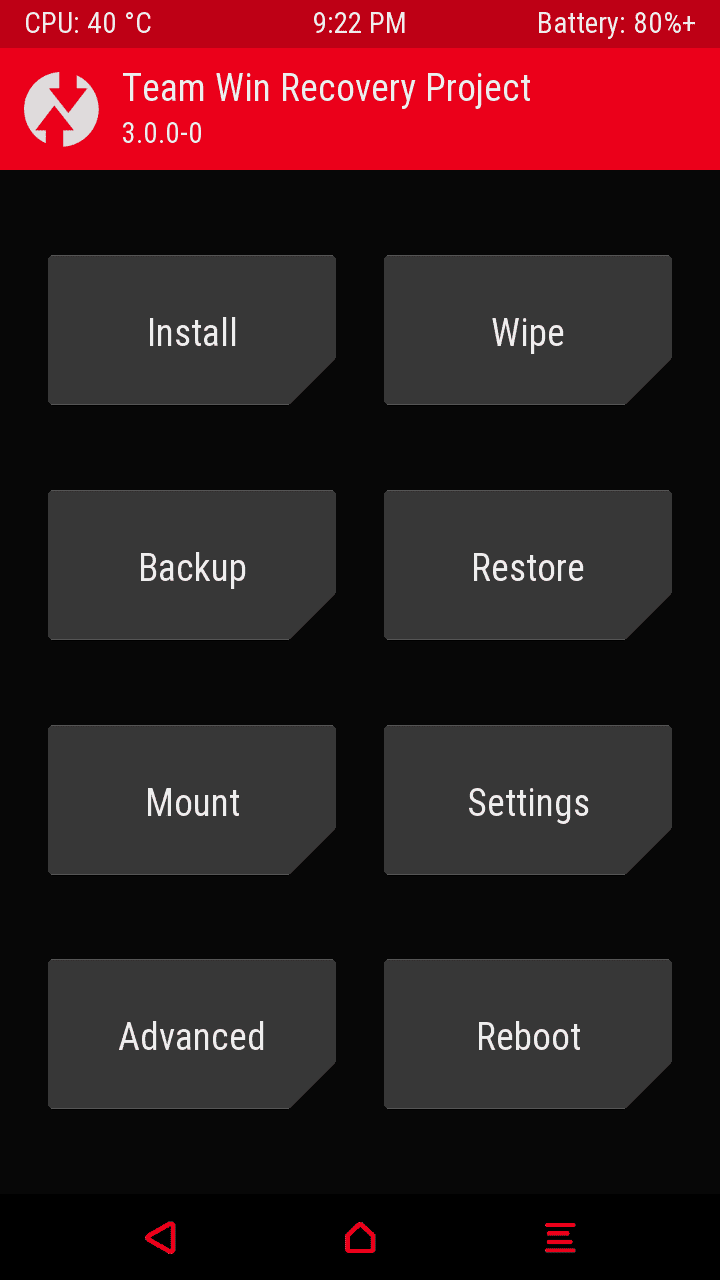 CPU: 40 °C 9:22 PM Battery: 80%+
Team Win Recovery Project
3.0.0-0
Install Wipe
Backup Restore
Mount Settings
Advanced Reboot